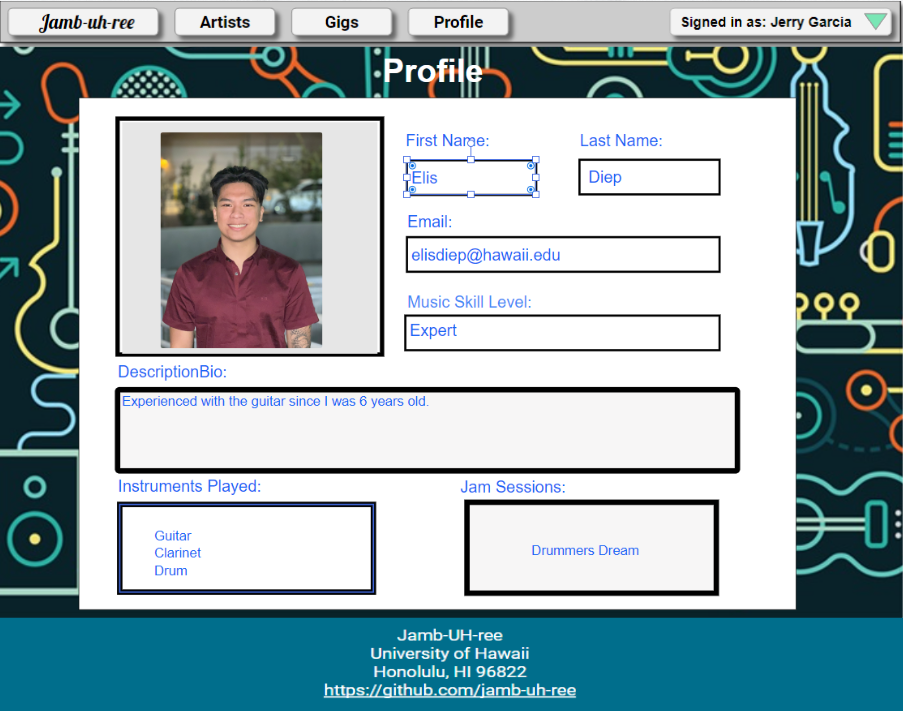 Jamb-uh-ree Artists Gigs Profile Signed in as: Jerry Garcia
Profile
First Name: Last Name:
Elis Diep
Email:
elisdiep@hawaii.edu
Music Skill Level:
Expert
DescriptionBio:
Experienced with the guitar since I was 6 years old.
Instruments Played:
Guitar
Clarinet
Drum
Jam Sessions:
Drummers Dream
Jamb-UH-ree
University of Hawaii
Honolulu, HI 96822
https://github.com/jamb-uh-ree